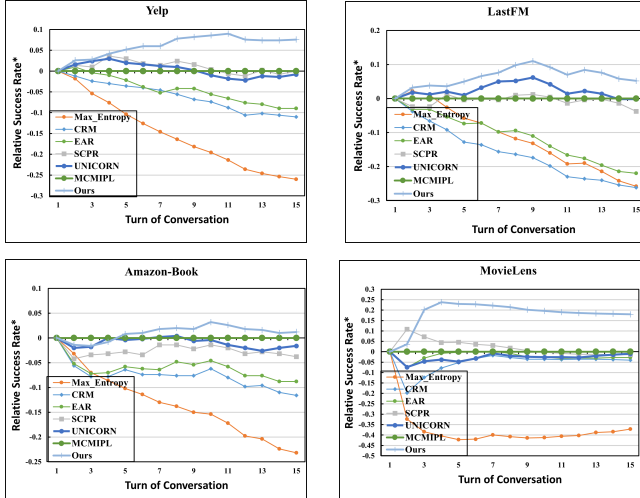 Yelp
0.1
0.05
0
-0.05
-0.1
-0.15
-0.2
-0.25
-0.3
Relative Success Rate*
Max_Entropy
CRM
EAR
SCPR
UNICORN
MCMIPL
Ours
1 3 5 7 9 11 13 15
Turn of Conversation
LastFM
0.2
0.1
0
-0.1
-0.2
-0.3
Relative Success Rate*
Max_Entropy
CRM
EAR
SCPR
UNICORN
MCMIPL
Ours
1 3 5 7 9 11 13 15
Turn of Conversation
Amazon-Book
0.1
0.05
0
-0.05
-0.1
-0.15
-0.2
-0.25
Relative Success Rate*
Max_Entropy
CRM
EAR
SCPR
UNICORN
MCMIPL
Ours
1 3 5 7 9 11 13 15
Turn of Conversation
MovieLens
0.3
0.25
0.2
0.15
0.1
0.05
0
-0.05
-0.1
-0.15
-0.2
-0.25
-0.3
-0.35
-0.4
-0.45
-0.5
Relative Success Rate*
Max_Entropy
CRM
EAR
SCPR
UNICORN
MCMIPL
Ours
1 3 5 7 9 11 13 15
Turn of Conversation